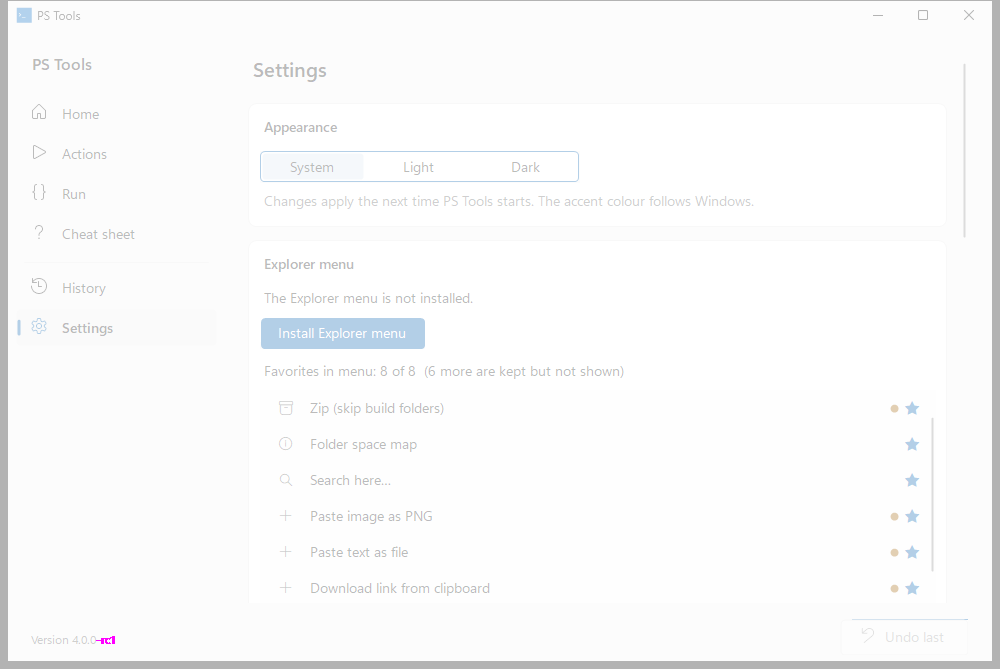 PS Tools
PS Tools
Home
Actions
Run
Cheat sheet
History
Settings
Version 4.0.0-rc1
Settings
Appearance
System Light Dark
Changes apply the next time PS Tools starts. The accent colour follows Windows.
Explorer menu
The Explorer menu is not installed.
Install Explorer menu
Favorites in menu: 8 of 8 (6 more are kept but not shown)
Zip (skip build folders)
Folder space map
Search here...
Paste image as PNG
Paste text as file
Download link from clipboard
Undo last